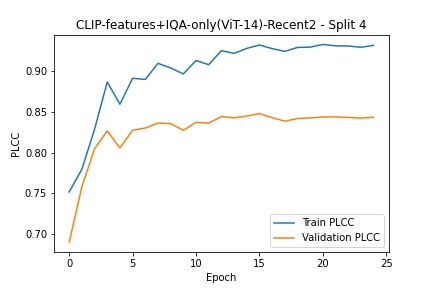 CLIP-features+IQA-only(ViT-14)-Recent2 - Split 4
PLCC
0.90
0.85
0.80
0.75
0.70
0
5
10
15
20
25
Epoch
Train PLCC
Validation PLCC